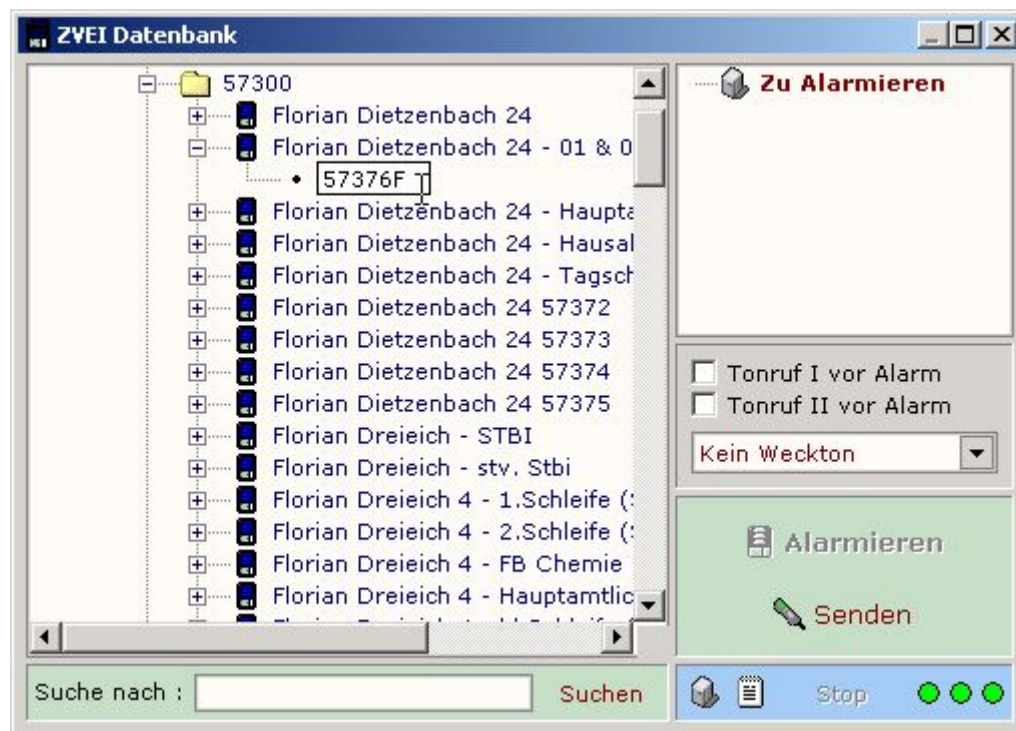 ZVEI Datenbank
57300
Florian Dietzenbach 24
Florian Dietzenbach 24 - 01 & 0
57376F
Florian Dietzenbach 24 - Haupta
Florian Dietzenbach 24 - Hausal
Florian Dietzenbach 24 - Tagsch
Florian Dietzenbach 24 57372
Florian Dietzenbach 24 57373
Florian Dietzenbach 24 57374
Florian Dietzenbach 24 57375
Florian Dreieich - STBI
Florian Dreieich - stv. Stbi
Florian Dreieich 4 - 1.Schleife (
Florian Dreieich 4 - 2.Schleife (
Florian Dreieich 4 - FB Chemie
Florian Dreieich 4 - Hauptamtlic
Zu Alarmieren
Tonruf I vor Alarm
Tonruf II vor Alarm
Kein Weckton
Alarmieren
Senden
Suche nach :
Suchen
Stop